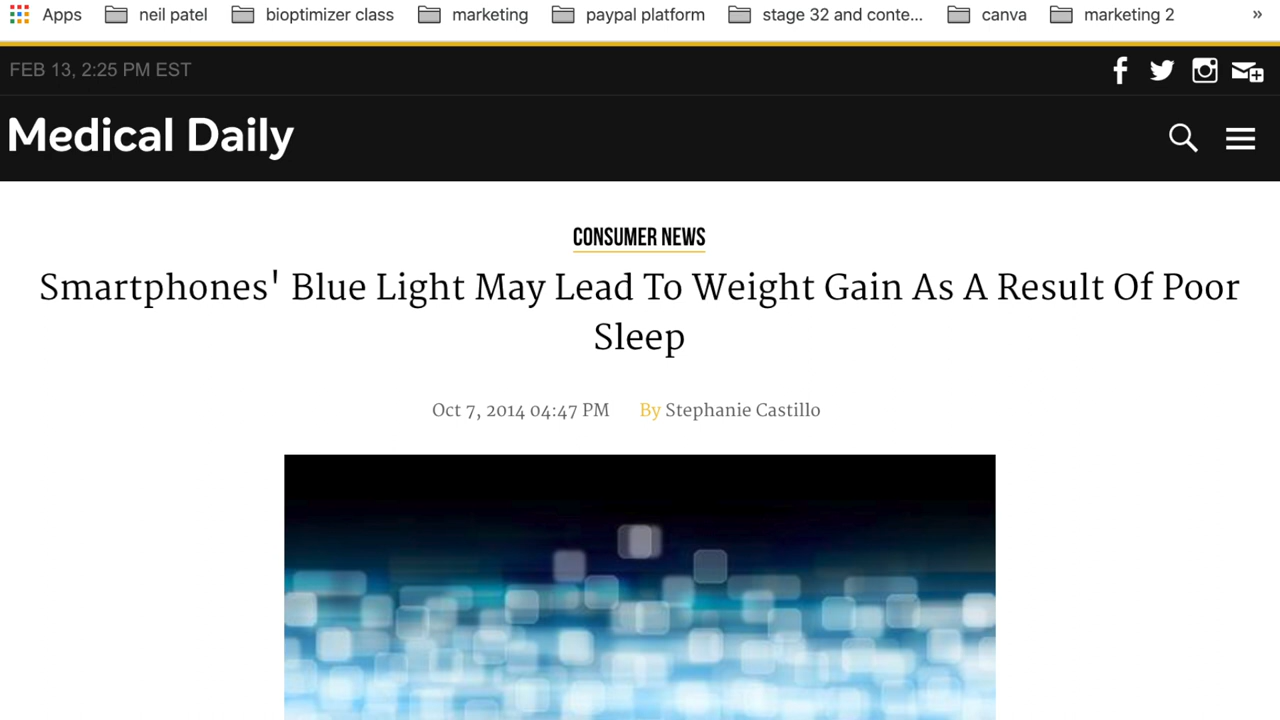 Apps neil patel bioptimizer class marketing paypal platform stage 32 and conte... canva marketing 2 »
FEB 13, 2:25 PM EST
Medical Daily
CONSUMER NEWS
Smartphones' Blue Light May Lead To Weight Gain As A Result Of Poor
Sleep
Oct 7, 2014 04:47 PM By Stephanie Castillo